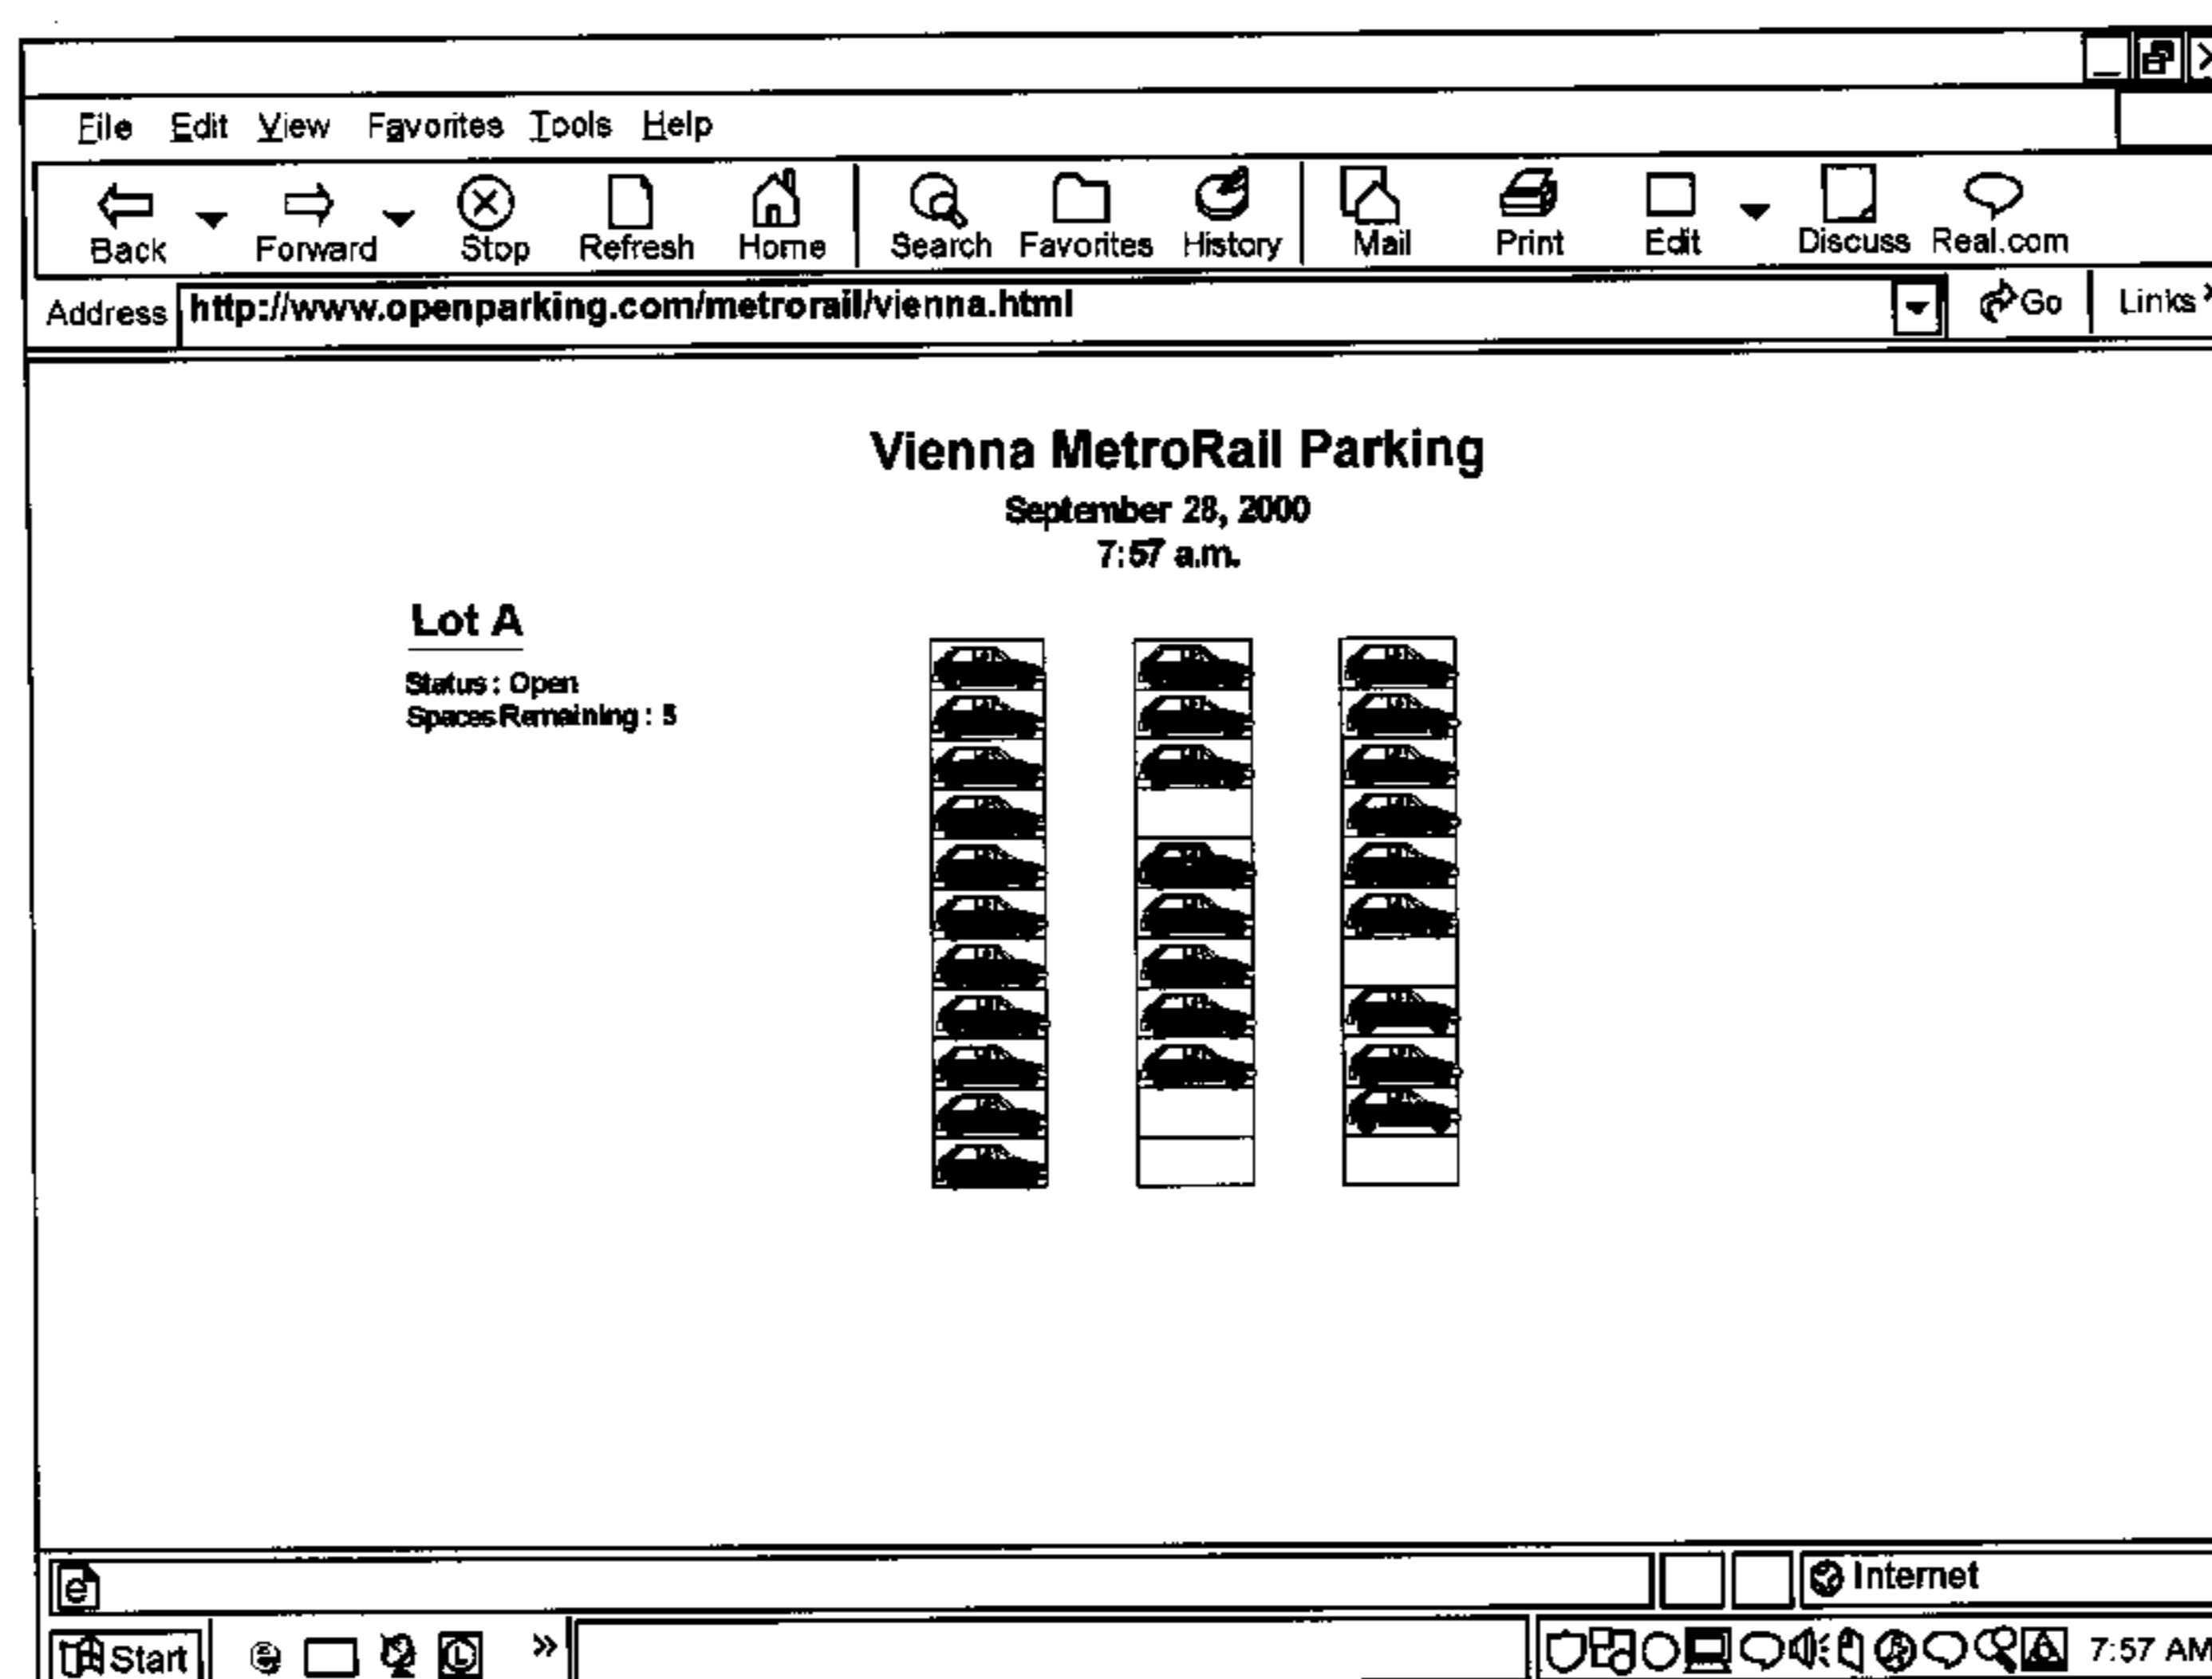 File Edit View Favorites Tools Help
Back Forward Stop Refresh Home Search Favorites History Mail Print Edit Discuss Real.com
Address http://www.openparking.com/metrorail/vienna.html Go Links
Vienna MetroRail Parking
September 28, 2000
7:57 a.m.
Lot A
Status : Open
Spaces Remaining : 5
Internet
Start 7:57 AM